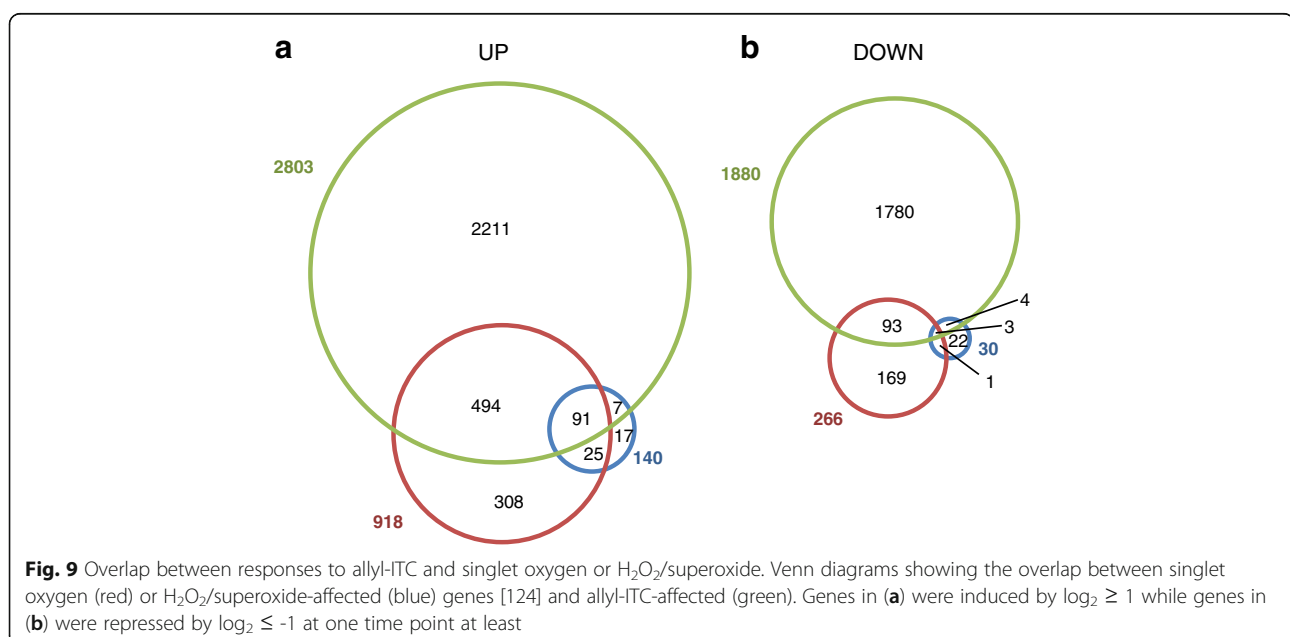 a
UP
2803
2211
494
91
7
17
25
140
308
918
b
DOWN
1880
1780
4
93
3
22
30
169
1
266
Fig. 9 Overlap between responses to allyl-ITC and singlet oxygen or H₂O₂/superoxide. Venn diagrams showing the overlap between singlet
oxygen (red) or H₂O₂/superoxide-affected (blue) genes [124] and allyl-ITC-affected (green). Genes in (a) were induced by log₂ ≥ 1 while genes in
(b) were repressed by log₂ ≤ -1 at one time point at least